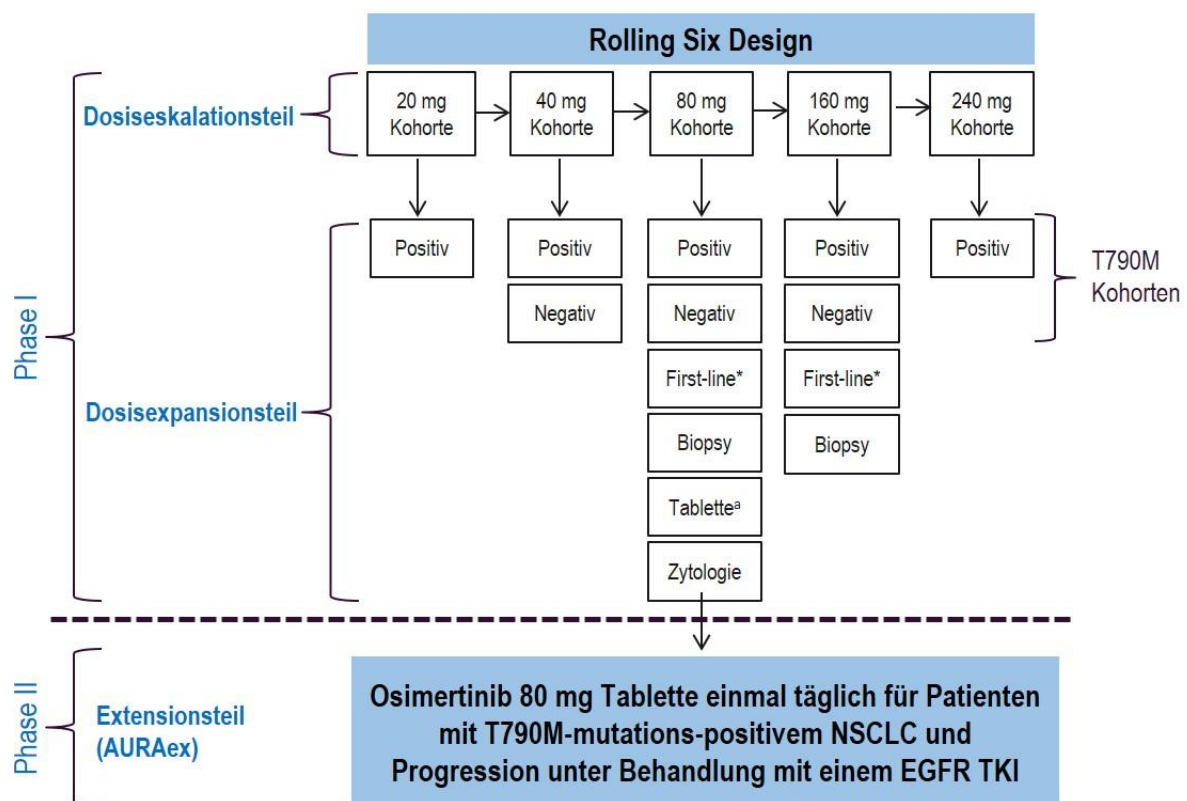 Rolling Six Design
Dosiseskalationsteil
20 mg
Kohorte
40 mg
Kohorte
80 mg
Kohorte
160 mg
Kohorte
240 mg
Kohorte
Phase I
Dosisexpansionsteil
Positiv
Positiv
Positiv
Positiv
Positiv
T790M
Kohorten
Negativ
Negativ
Negativ
First-line*
First-line*
Biopsy
Biopsy
Tabletteᵃ
Zytologie
Phase II
Extensionsteil
(AURAex)
Osimertinib 80 mg Tablette einmal täglich für Patienten
mit T790M-mutations-positivem NSCLC und
Progression unter Behandlung mit einem EGFR TKI